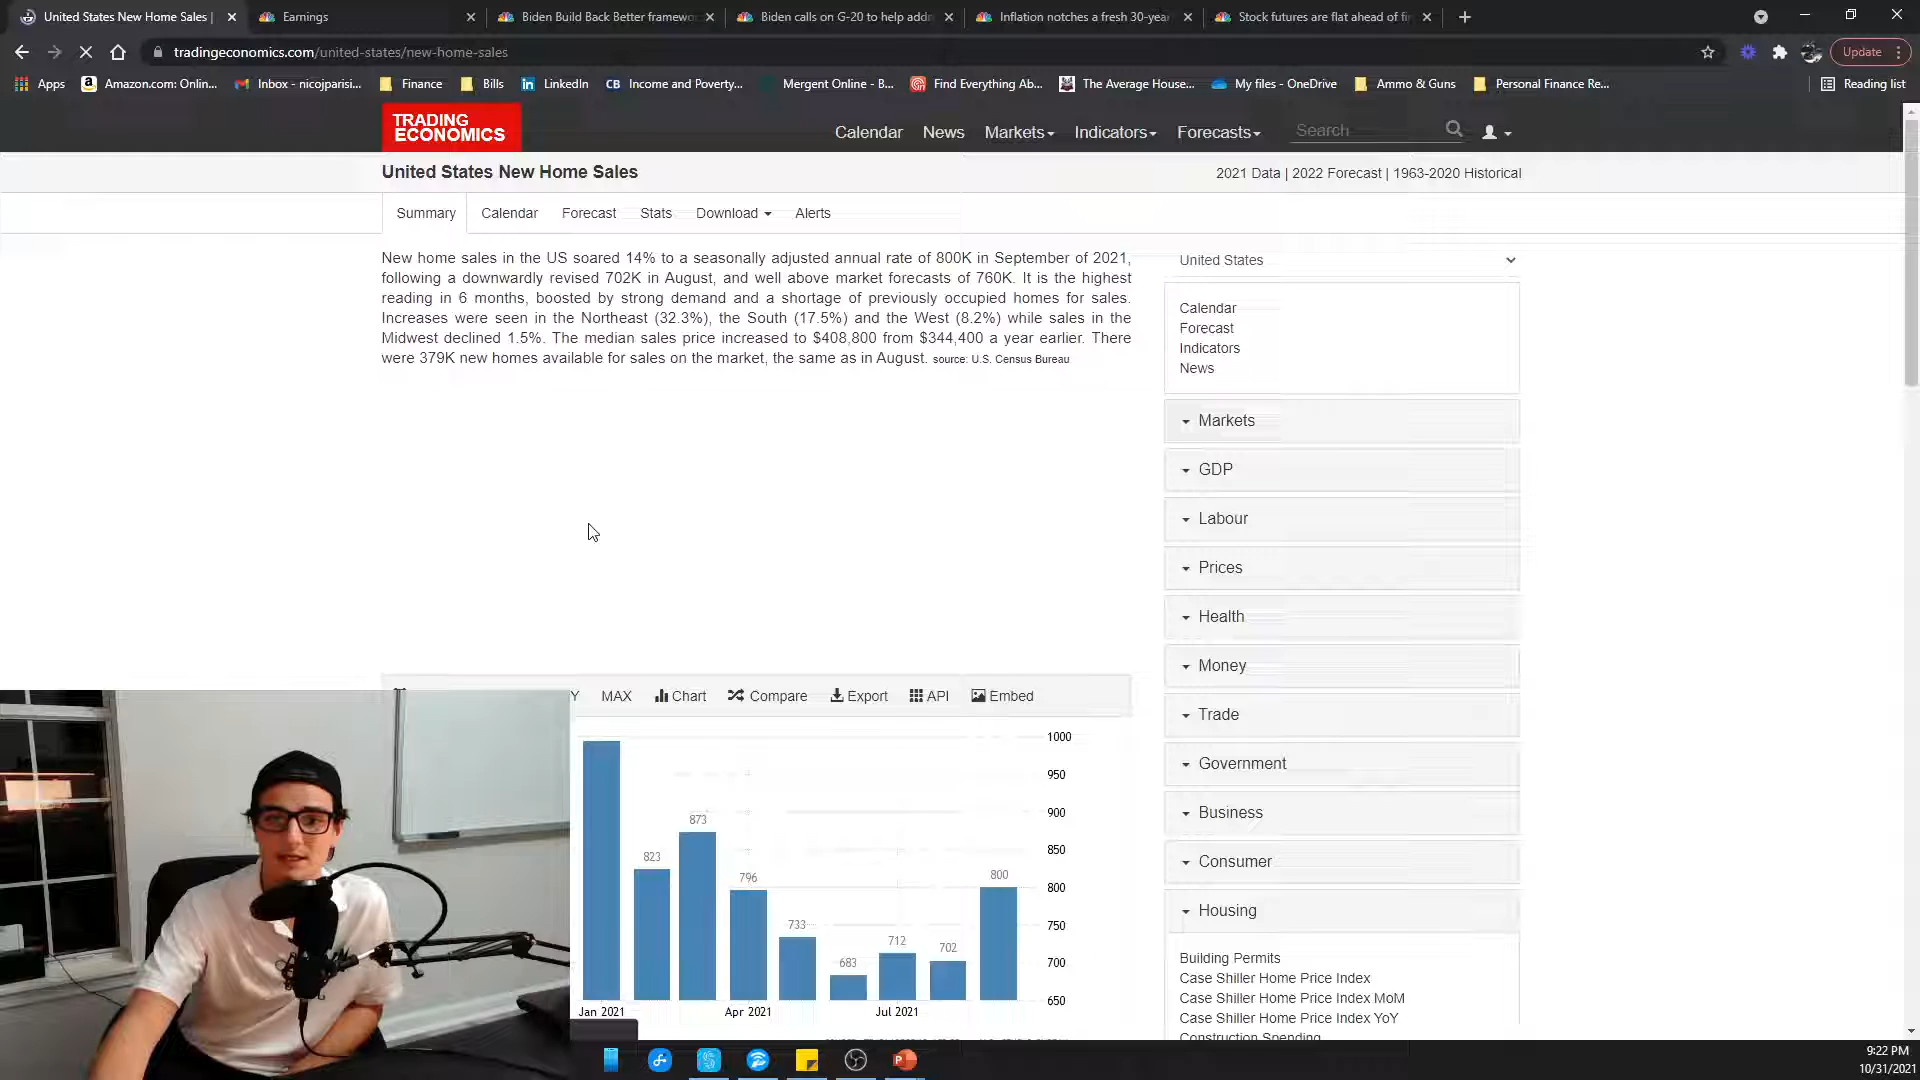 United States New Home Sales |
Earnings
Biden Build Back Better framewo
Biden calls on G-20 to help addr
Inflation notches a fresh 30-year
Stock futures are flat ahead of fi
tradingeconomics.com/united-states/new-home-sales
Update
Apps
Amazon.com: Onlin...
Inbox - nicojparisi...
Finance
Bills
LinkedIn
CB Income and Poverty...
Mergent Online - B...
Find Everything Ab...
The Average House...
My files - OneDrive
Ammo & Guns
Personal Finance Re...
Reading list
TRADING
ECONOMICS
Calendar News Markets Indicators Forecasts Search
United States New Home Sales
2021 Data | 2022 Forecast | 1963-2020 Historical
Summary Calendar Forecast Stats Download Alerts
New home sales in the US soared 14% to a seasonally adjusted annual rate of 800K in September of 2021,
following a downwardly revised 702K in August, and well above market forecasts of 760K. It is the highest
reading in 6 months, boosted by strong demand and a shortage of previously occupied homes for sales.
Increases were seen in the Northeast (32.3%), the South (17.5%) and the West (8.2%) while sales in the
Midwest declined 1.5%. The median sales price increased to $408,800 from $344,400 a year earlier. There
were 379K new homes available for sales on the market, the same as in August. source: U.S. Census Bureau
United States
Calendar
Forecast
Indicators
News
Markets
GDP
Labour
Prices
Health
Money
Trade
Government
Business
Consumer
Housing
Building Permits
Case Shiller Home Price Index
Case Shiller Home Price Index MoM
Case Shiller Home Price Index YoY
Construction Spending
Y MAX Chart Compare Export API Embed
1000
950
900
850
800
750
700
650
823
873
796
733
683
712
702
800
Jan 2021
Apr 2021
Jul 2021
9:22 PM
10/31/2021